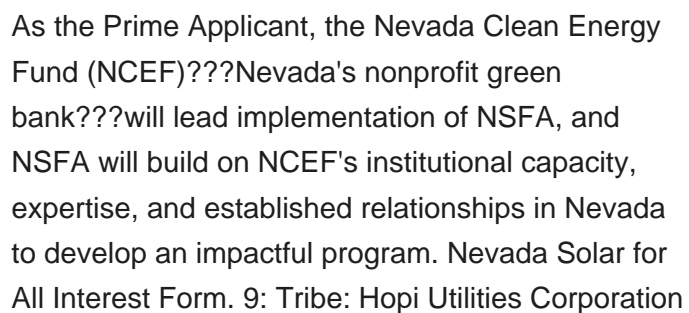 As the Prime Applicant, the Nevada Clean Energy
Fund (NCEF)???Nevada's nonprofit green
bank???will lead implementation of NSFA, and
NSFA will build on NCEF's institutional capacity,
expertise, and established relationships in Nevada
to develop an impactful program. Nevada Solar for
All Interest Form. 9: Tribe: Hopi Utilities Corporation